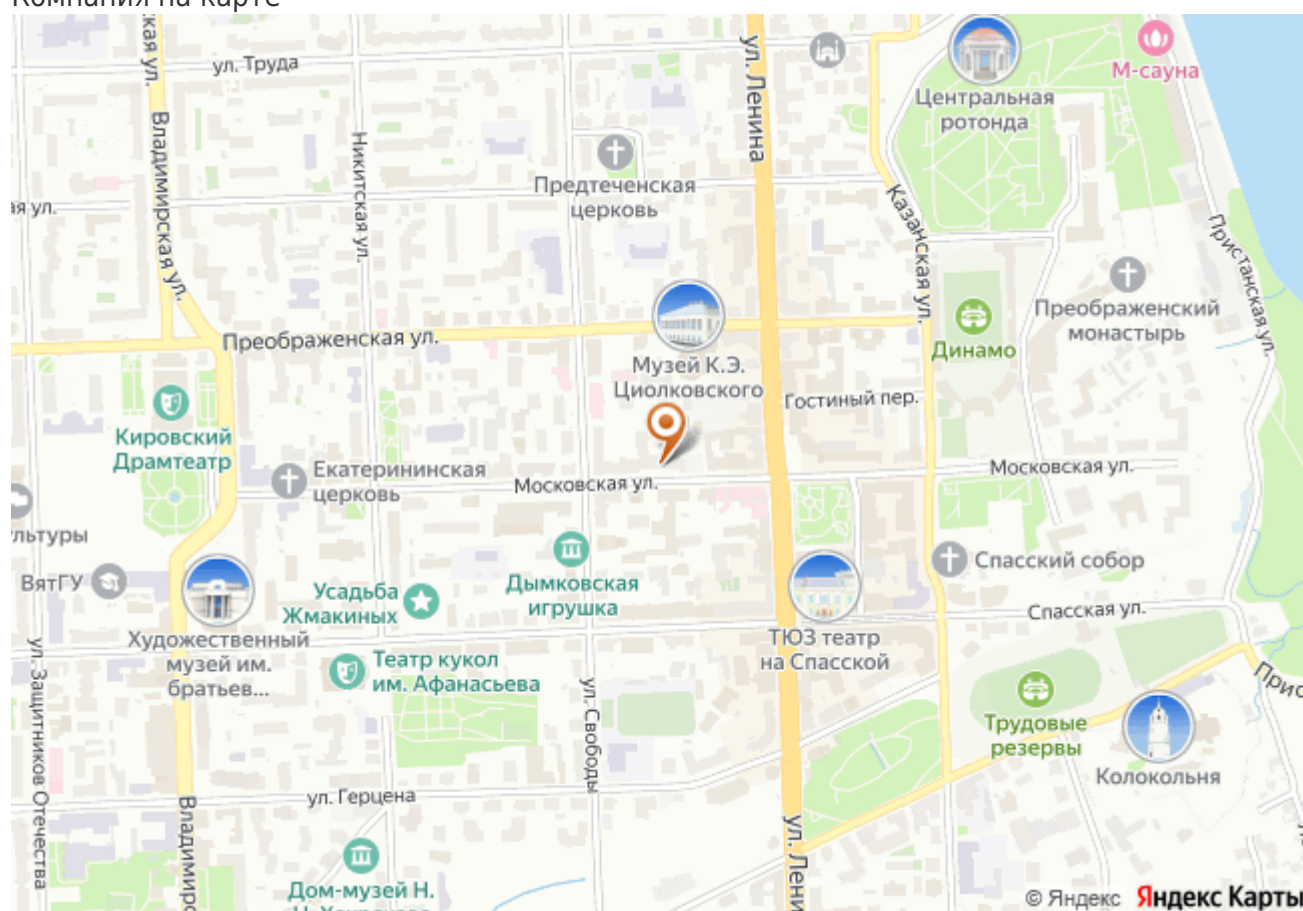 Компания на карте
ул. Труда
ул. Ленина
М-сауна
Центральная
ротонда
Владимирская ул.
Никитская ул.
Предтеченская
церковь
Казанская ул.
Пристанская ул.
Преображенский
монастырь
Преображенская ул.
Динамо
Музей К.Э.
Циолковского
Гостиный пер.
Кировский
Драмтеатр
Екатерининская
церковь
Московская ул.
Московская ул.
ВятГУ
Усадьба
Жмакиных
Дымковская
игрушка
Спасский собор
Спасская ул.
Художественный
музей им.
братьев...
ТЮЗ театр
на Спасской
Театр кукол
им. Афанасьева
ул. Защитников Отечества
ул. Свободы
Трудовые
резервы
Колокольня
ул. Герцена
Дом-музей Н.
© Яндекс Яндекс Карты